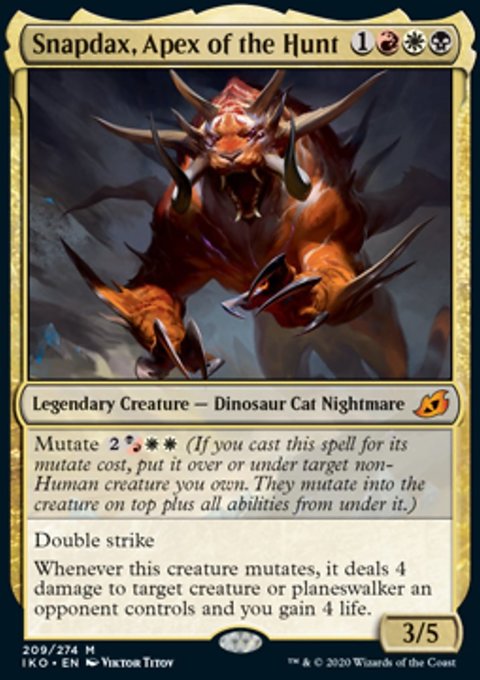 Snapdax, Apex of the Hunt 1
Legendary Creature — Dinosaur Cat Nightmare
Mutate 2 (If you cast this spell for its
mutate cost, put it over or under target non-
Human creature you own. They mutate into the
creature on top plus all abilities from under it.)
Double strike
Whenever this creature mutates, it deals 4
damage to target creature or planeswalker an
opponent controls and you gain 4 life.
3/5
209/274 M
IKO • EN Viktor Titov
™ & © 2020 Wizards of the Coast